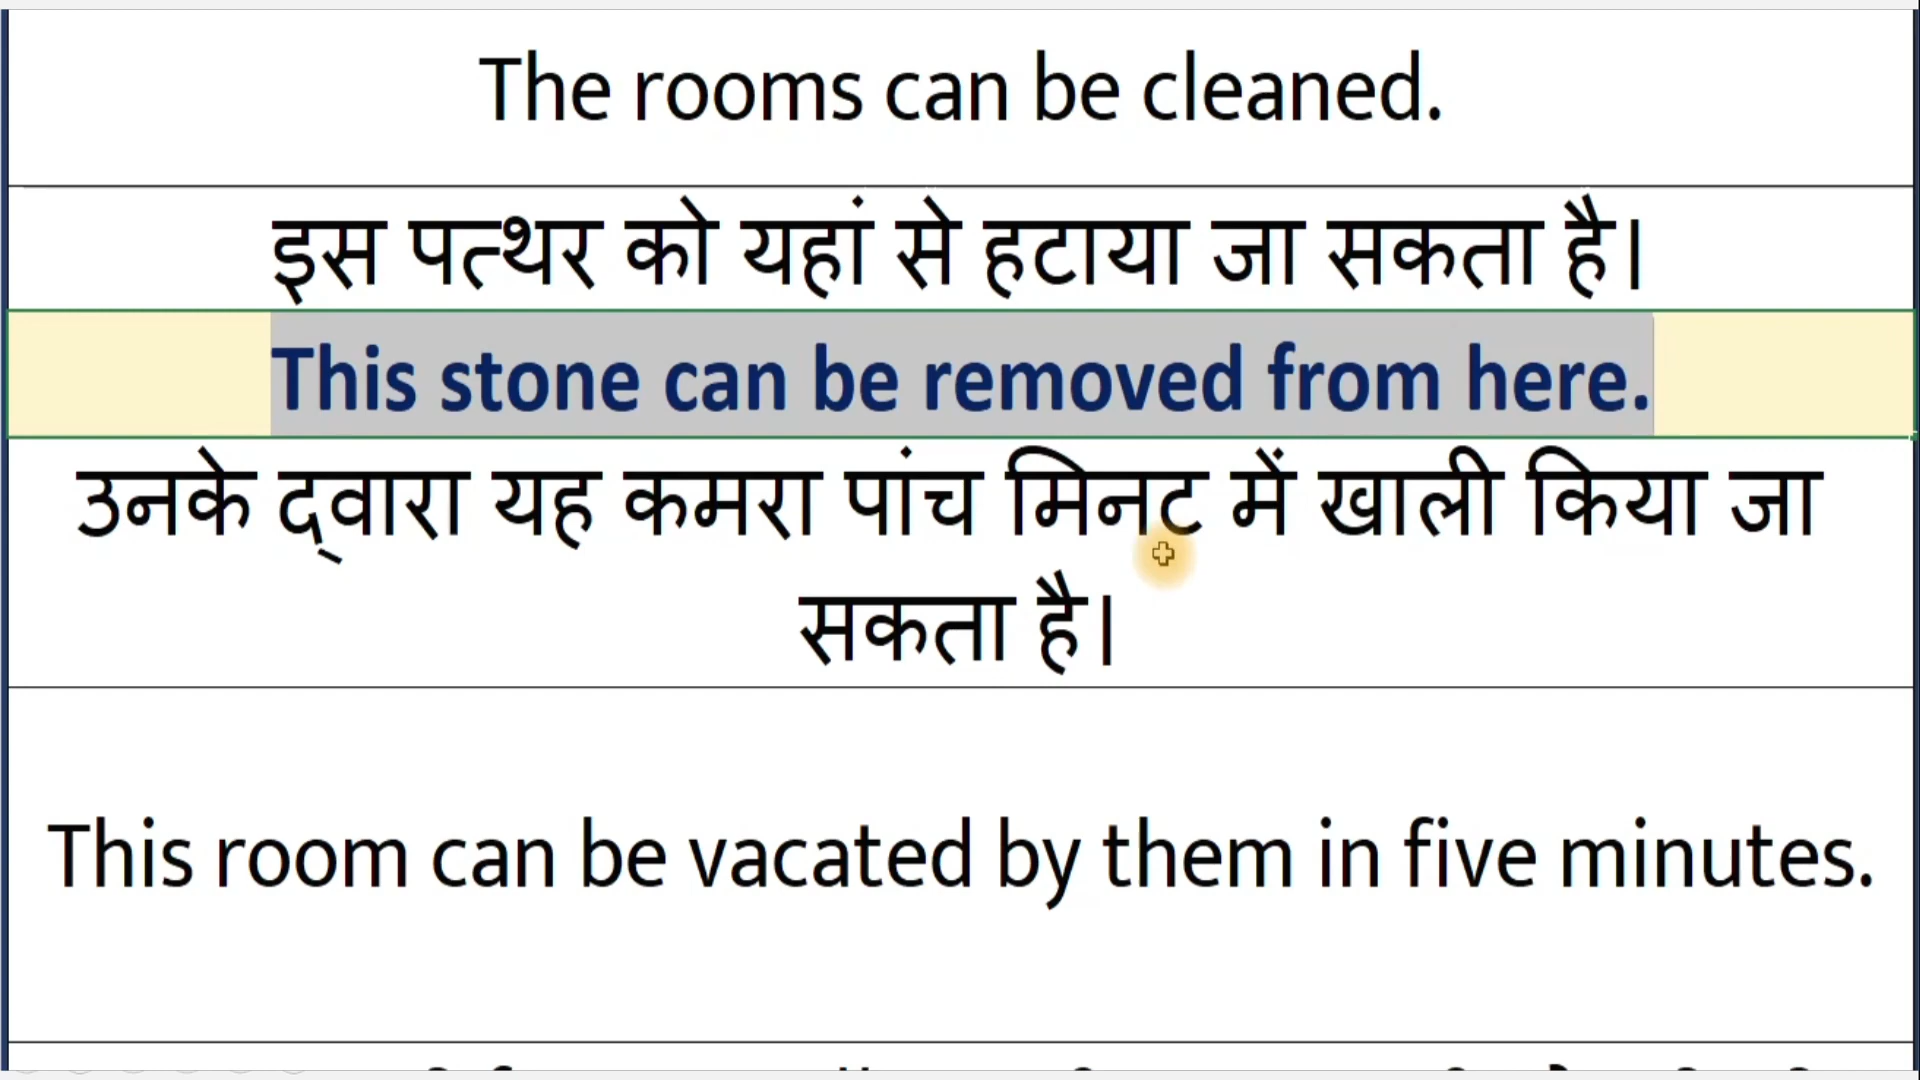 The rooms can be cleaned.
इस पत्थर को यहां से हटाया जा सकता है।
This stone can be removed from here.
उनके द्वारा यह कमरा पांच मिनट में खाली किया जा
सकता है।
This room can be vacated by them in five minutes.